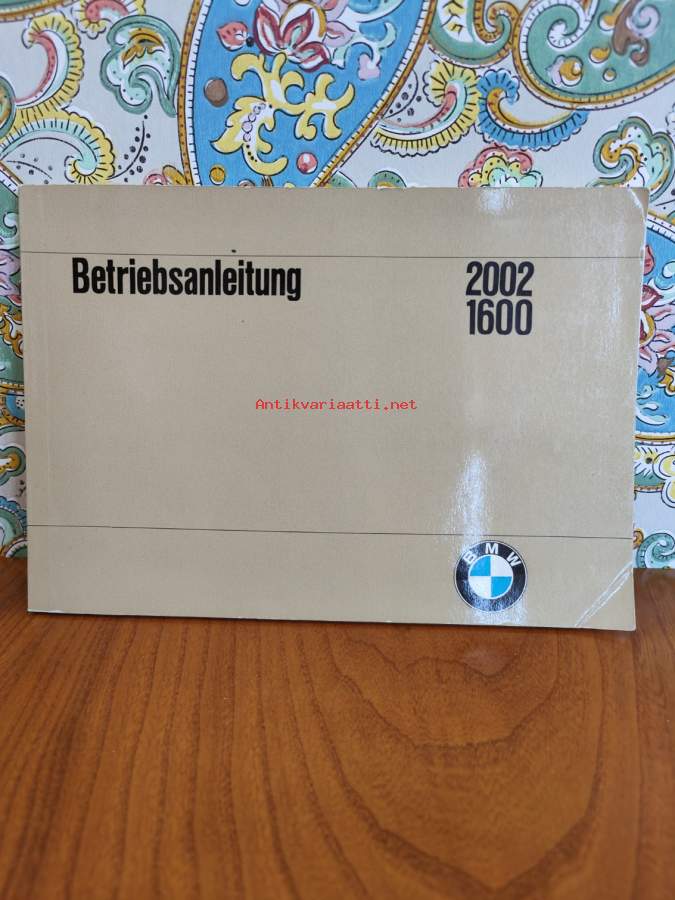 Betriebsanleitung
2002
1600
Antikvariaatti.net
BMW